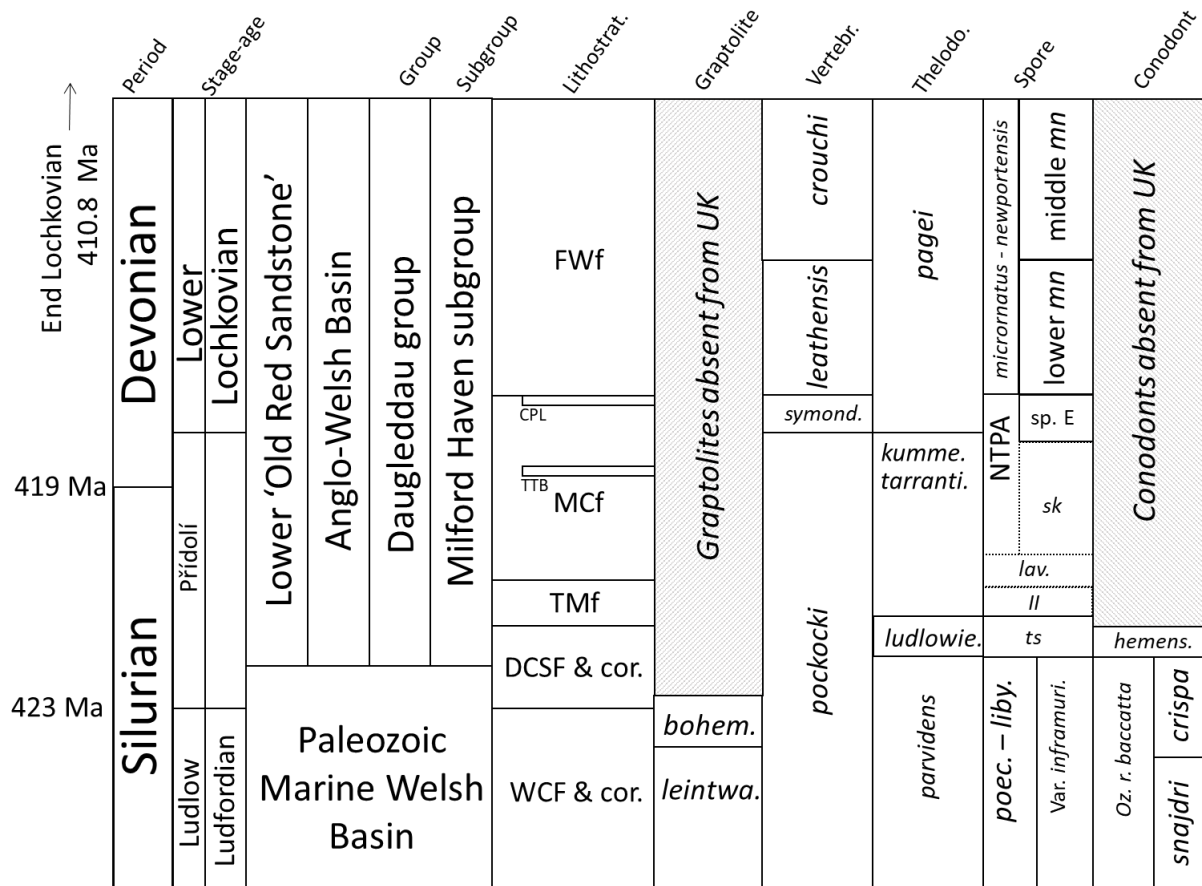 Period
Stage-age
Group
Subgroup
Lithostrat.
Graptolite
Vertebr.
Thelodo.
Spore
Conodont
End Lochkovian
410.8 Ma
419 Ma
423 Ma
Devonian
Silurian
Lower
Lochkovian
Přídolí
Ludlow
Ludfordian
Lower ‘Old Red Sandstone’
Anglo-Welsh Basin
Daugleddau group
Milford Haven subgroup
Paleozoic
Marine Welsh
Basin
FWf
CPL
TTB
MCf
TMf
DCSF & cor.
WCF & cor.
Graptolites absent from UK
bohem.
leintwa.
crouchi
leathensis
symond.
pockocki
pagei
kumme.
tarranti.
ludlowie.
parvidens
micrornatus - newportensis
middle mn
lower mn
NTPA
sp. E
sk
lav.
II
ts
poec. – liby.
Var. inframuri.
Conodonts absent from UK
hemens.
Oz. r. baccatta
crispa
snajdri